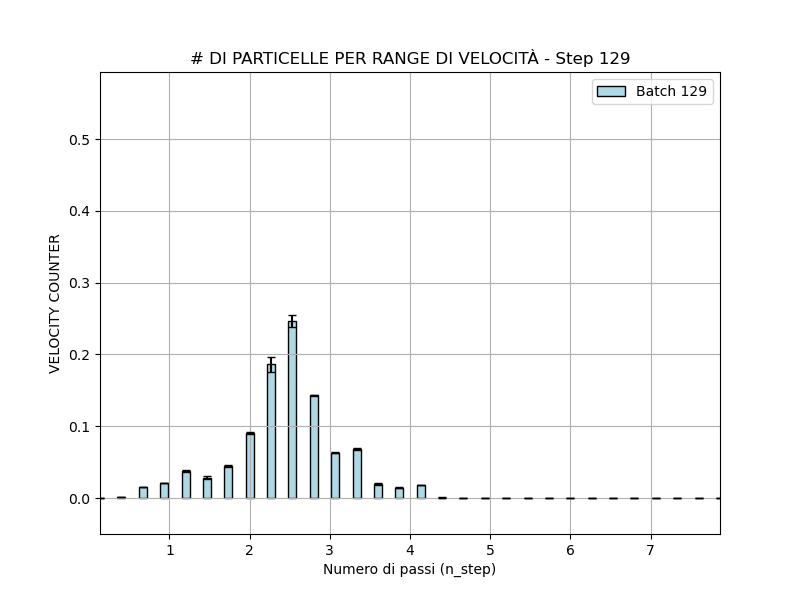 # DI PARTICELLE PER RANGE DI VELOCITÀ - Step 129
Batch 129
VELOCITY COUNTER
0.5
0.4
0.3
0.2
0.1
0.0
1 2 3 4 5 6 7
Numero di passi (n_step)